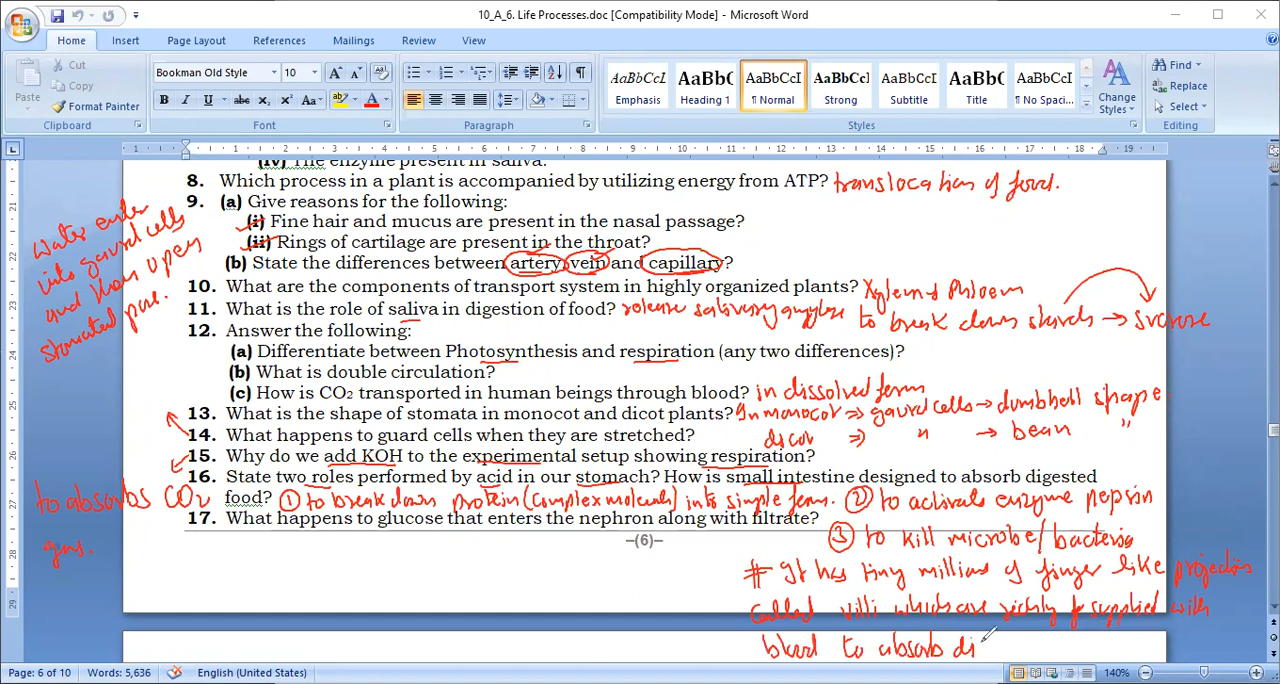 10_A_6. Life Processes.doc [Compatibility Mode] - Microsoft Word
Home Insert Page Layout References Mailings Review View
Cut
Copy
Format Painter
Paste
Clipboard
Bookman Old Style 10
Font
Paragraph
AaBbCcI AaBbC AaBbCcI AaBbCcI AaBbCcI AaBbC AaBbCcI
Emphasis Heading 1 ¶ Normal Strong Subtitle Title ¶ No Spaci...
Change Styles
Styles
Find
Replace
Select
Editing
(iv) The enzyme present in saliva.
8. Which process in a plant is accompanied by utilizing energy from ATP? translocation of food.
9. (a) Give reasons for the following:
(i) Fine hair and mucus are present in the nasal passage?
(ii) Rings of cartilage are present in the throat?
(b) State the differences between artery, vein and capillary?
Water enter
into gaurd cells
and them open
stomatal pore.
10. What are the components of transport system in highly organized plants? Xylem & Phloem
11. What is the role of saliva in digestion of food? release salivary to break down starch → sucrose
12. Answer the following:
(a) Differentiate between Photosynthesis and respiration (any two differences)?
(b) What is double circulation?
(c) How is CO₂ transported in human beings through blood? in dissolved form
13. What is the shape of stomata in monocot and dicot plants? In monocot ⇒ gaurd cells → dumbbell shape
14. What happens to guard cells when they are stretched? dicot ⇒ " → bean "
15. Why do we add KOH to the experimental setup showing respiration?
to absorbs CO2
gas.
16. State two roles performed by acid in our stomach? How is small intestine designed to absorb digested
food? ① to break down protein (complex molecule) into simple form. ② to activate enzyme pepsin
17. What happens to glucose that enters the nephron along with filtrate?
③ to kill microbe/bacteria
–(6)–
# It has tiny millions of finger like projections
called villi which are richly supplied with
blood to absorb di
Page: 6 of 10 Words: 5,636 English (United States) 140%